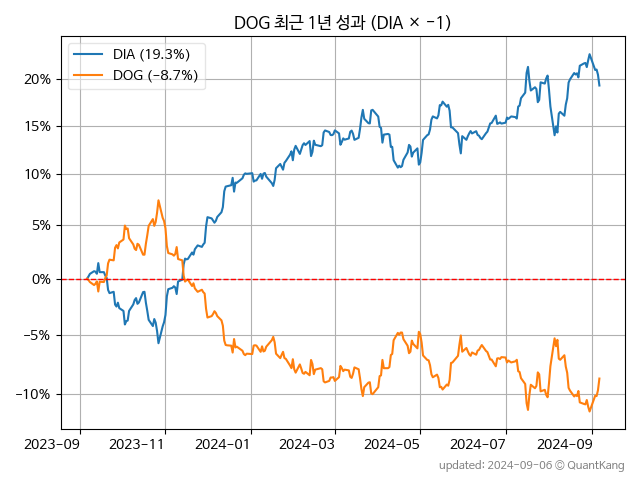 DOG 최근 1년 성과 (DIA × −1)
DIA (19.3%)
DOG (−8.7%)
20%
15%
10%
5%
0%
−5%
−10%
2023-09 2023-11 2024-01 2024-03 2024-05 2024-07 2024-09
updated: 2024-09-06 © QuantKang